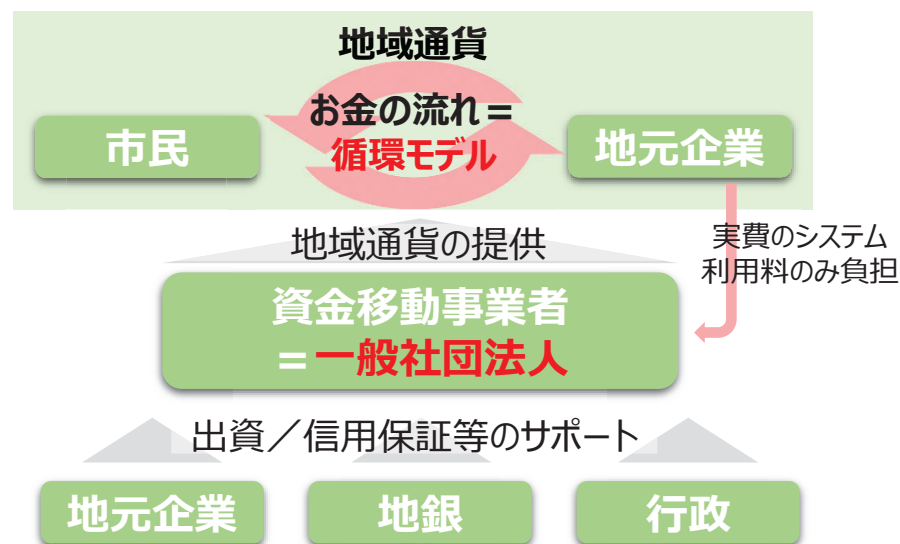 地域通貨
お金の流れ＝
循環モデル
市民
地元企業
地域通貨の提供
実費のシステム
利用料のみ負担
資金移動事業者
＝一般社団法人
出資／信用保証等のサポート
地元企業
地銀
行政